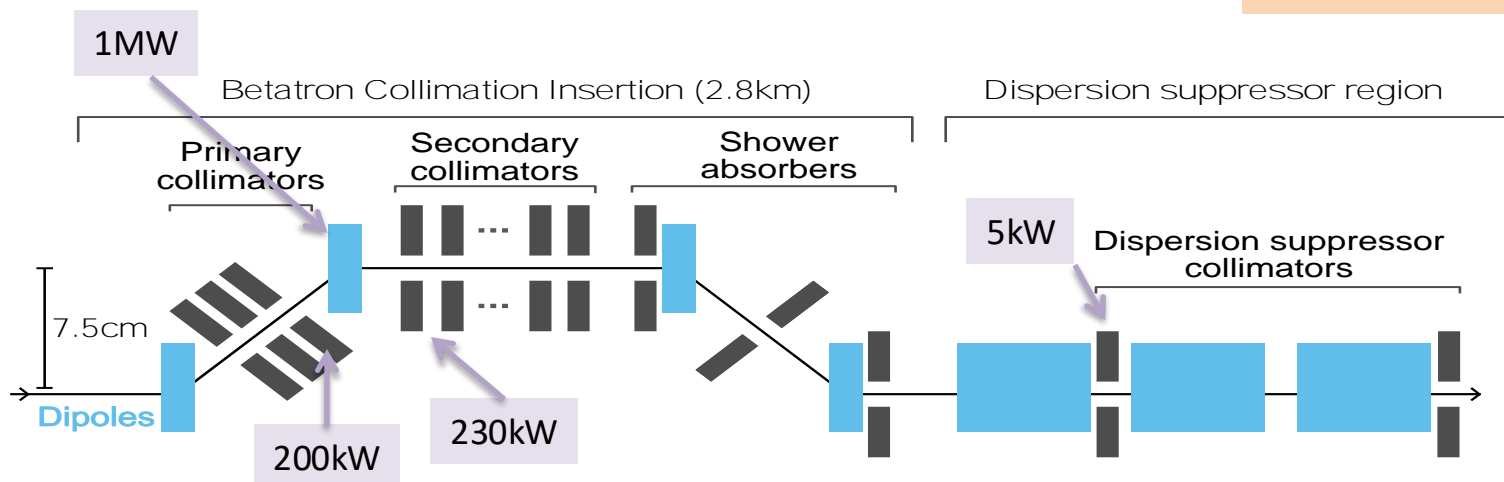 1MW
Betatron Collimation Insertion (2.8km)
Dispersion suppressor region
Primary
collimators
Secondary
collimators
Shower
absorbers
5kW
Dispersion suppressor
collimators
7.5cm
Dipoles
200kW
230kW